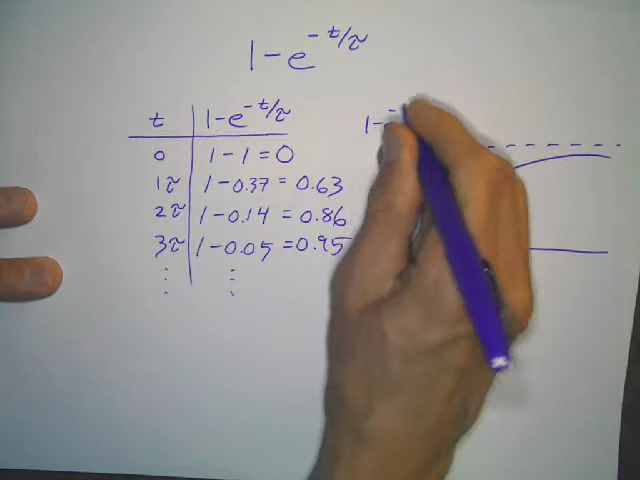 1 - e^{-t/τ}
t | 1 - e^{-t/τ}
0 | 1 - 1 = 0
1τ | 1 - 0.37 = 0.63
2τ | 1 - 0.14 = 0.86
3τ | 1 - 0.05 = 0.95
⋮ | ⋮
1 -